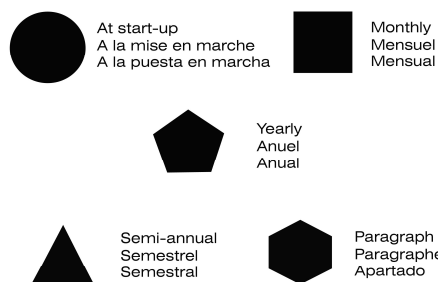 At start-up
A la mise en marche
A la puesta en marcha
Monthly
Mensuel
Mensual
Yearly
Anuel
Anual
Semi-annual
Semestrel
Semestral
Paragraph
Paragraphe
Apartado